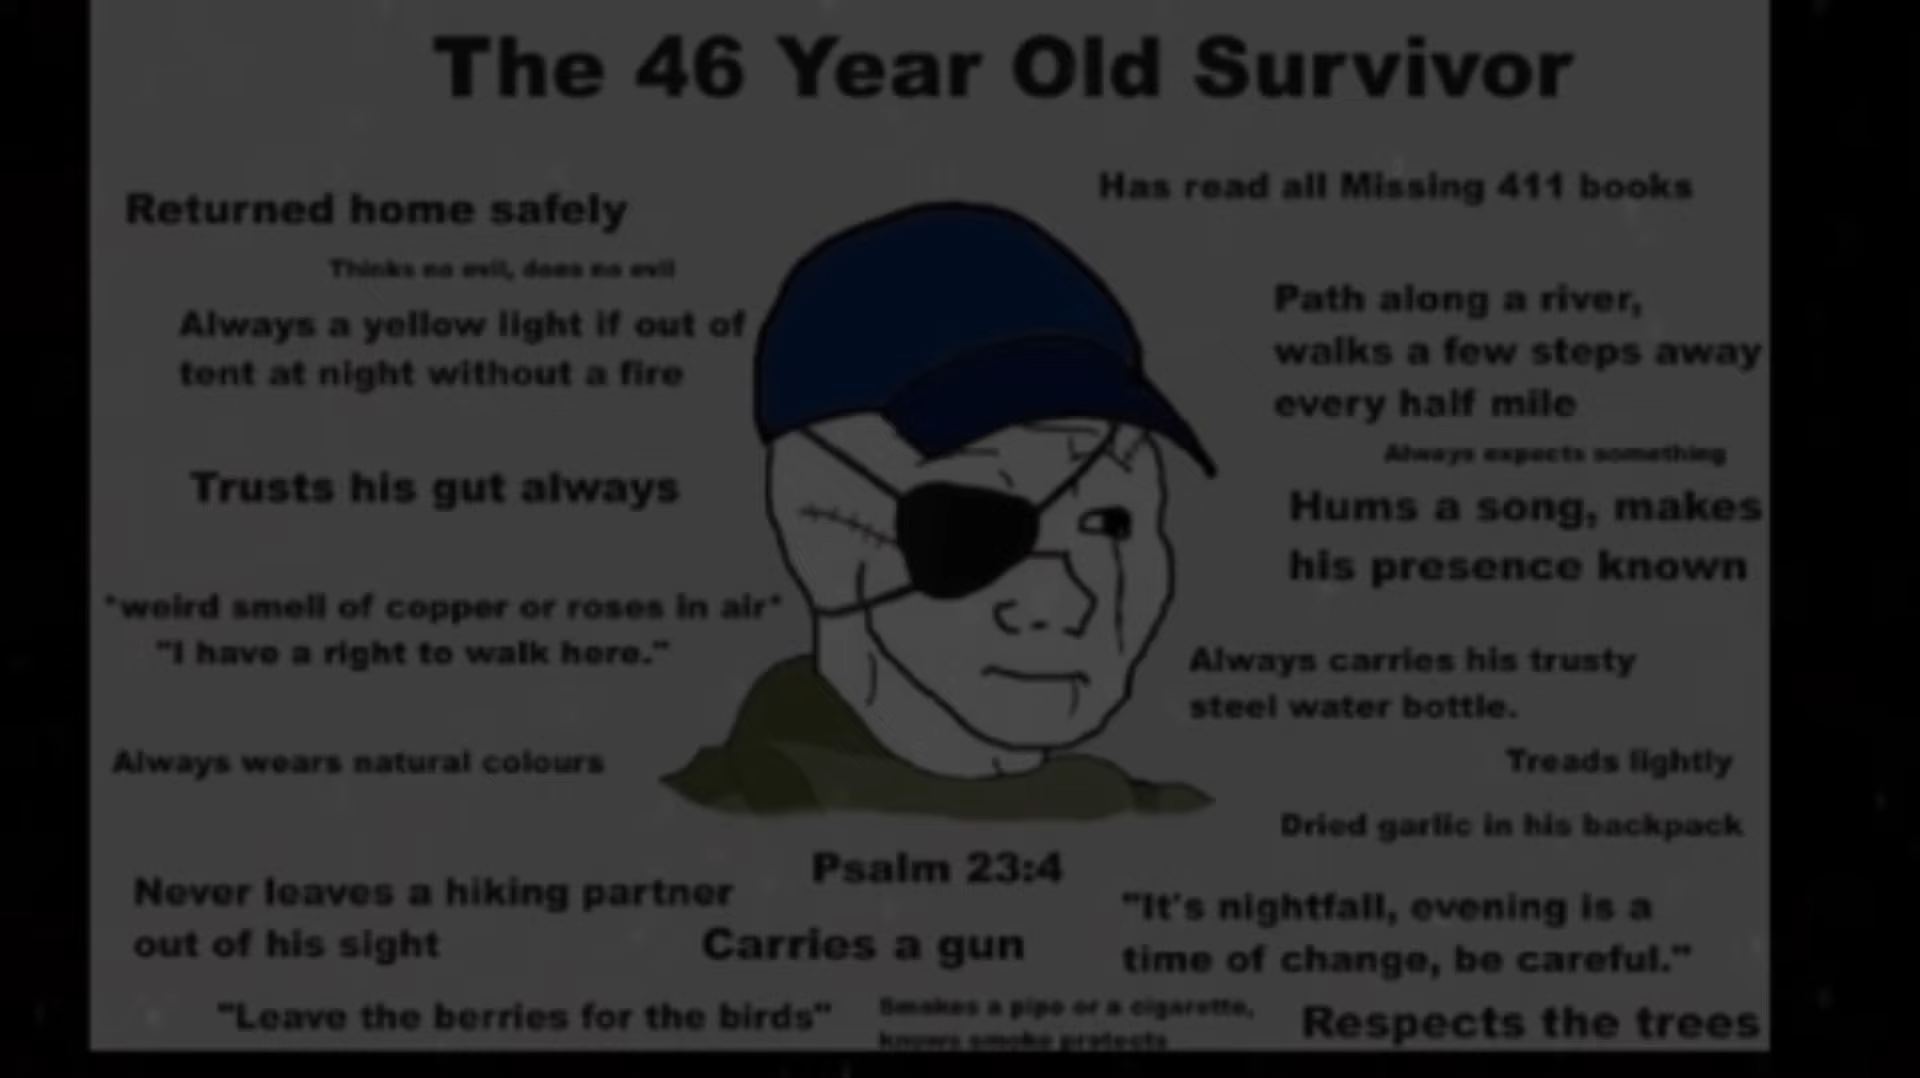 The 46 Year Old Survivor
Has read all Missing 411 books
Returned home safely
Thinks no evil, does no evil
Always a yellow light if out of
tent at night without a fire
Path along a river,
walks a few steps away
every half mile
Always expects something
Trusts his gut always
Hums a song, makes
his presence known
*weird smell of copper or roses in air*
"I have a right to walk here."
Always carries his trusty
steel water bottle.
Always wears natural colours
Treads lightly
Dried garlic in his backpack
Psalm 23:4
Never leaves a hiking partner
out of his sight
Carries a gun
"It's nightfall, evening is a
time of change, be careful."
"Leave the berries for the birds"
Smokes a pipe or a cigarette,
knows smoke protects
Respects the trees